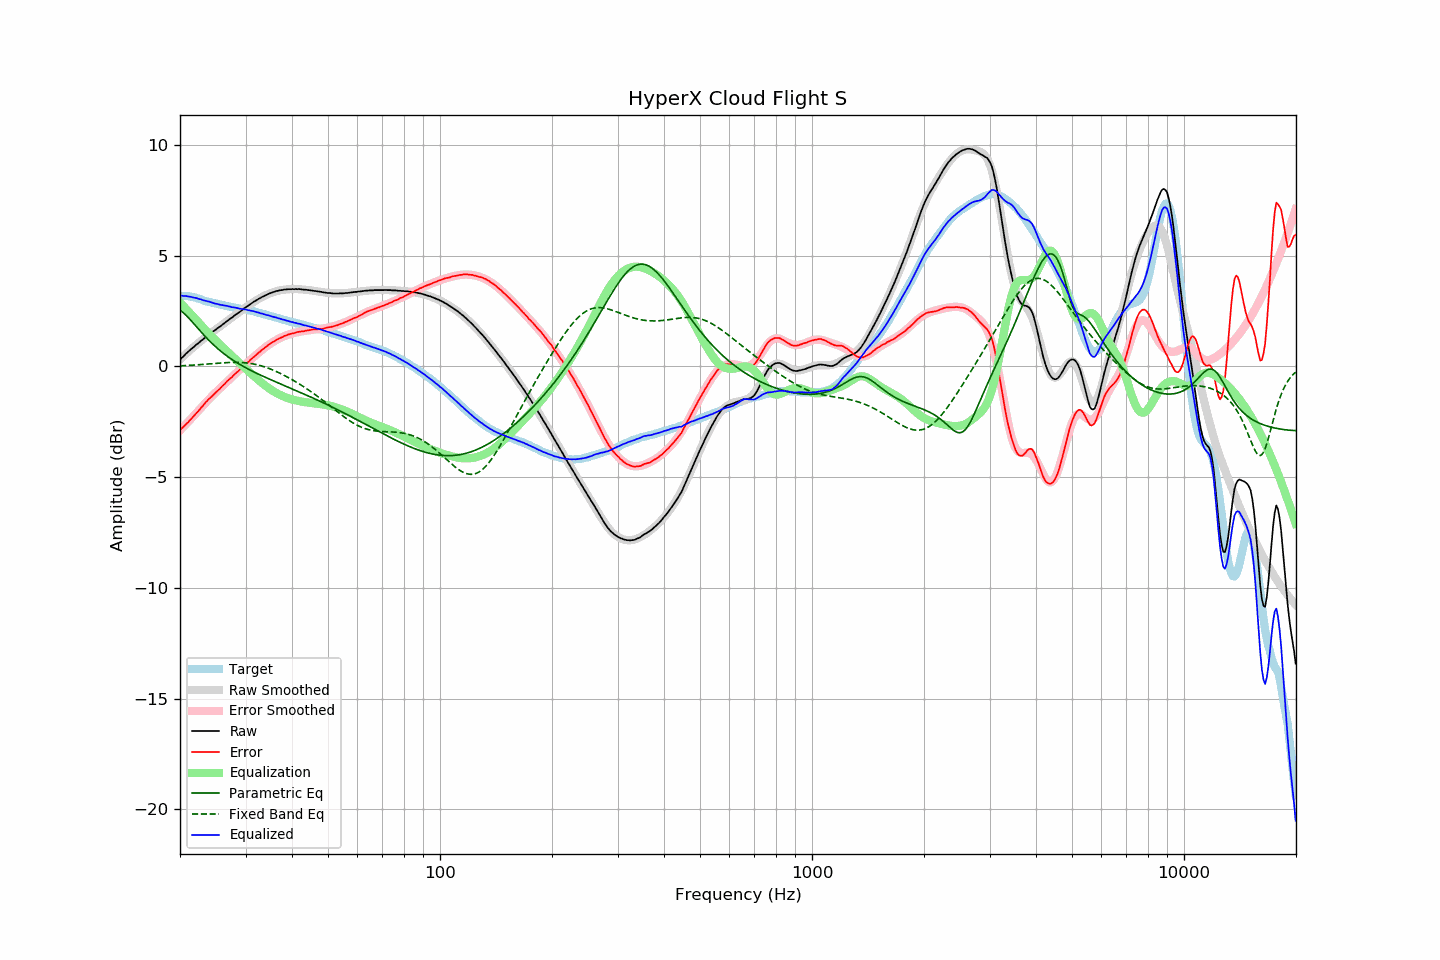 HyperX Cloud Flight S
10
5
0
−5
−10
−15
−20
Amplitude (dBr)
Target
Raw Smoothed
Error Smoothed
Raw
Error
Equalization
Parametric Eq
Fixed Band Eq
Equalized
100
1000
10000
Frequency (Hz)